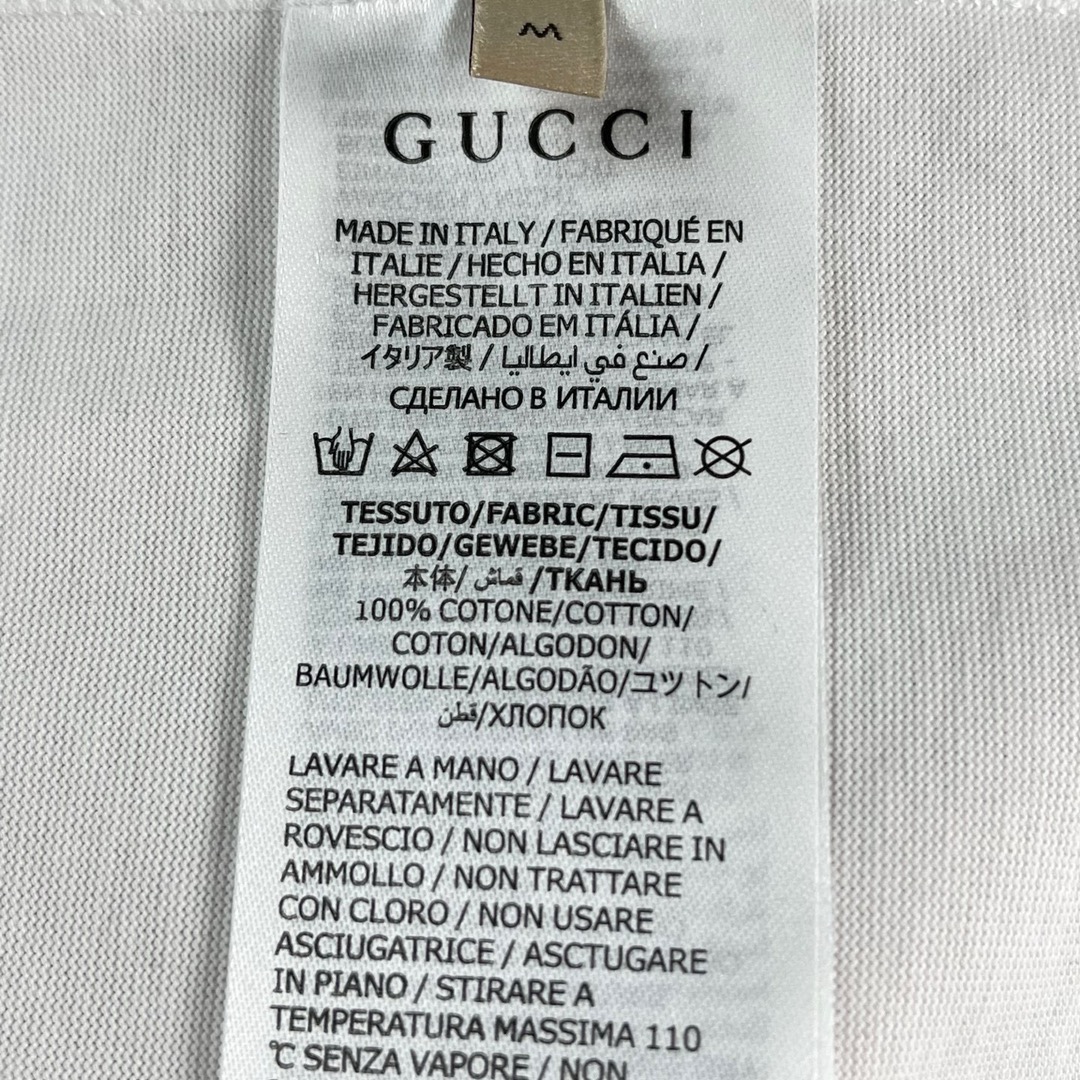 M
GUCCI
MADE IN ITALY / FABRIQUÉ EN
ITALIE / HECHO EN ITALIA /
HERGESTELLT IN ITALIEN /
FABRICADO EM ITÁLIA /
イタリア製 / صنع في ايطاليا /
СДЕЛАНО В ИТАЛИИ
TESSUTO/FABRIC/TISSU/
TEJIDO/GEWEBE/TECIDO/
本体/ قماش /ТКАНЬ
100% COTONE/COTTON/
COTON/ALGODON/
BAUMWOLLE/ALGODÃO/ユツトン/
قطن/ХЛОПОК
LAVARE A MANO / LAVARE
SEPARATAMENTE / LAVARE A
ROVESCIO / NON LASCIARE IN
AMMOLLO / NON TRATTARE
CON CLORO / NON USARE
ASCIUGATRICE / ASCTUGARE
IN PIANO / STIRARE A
TEMPERATURA MASSIMA 110
℃ SENZA VAPORE / NON